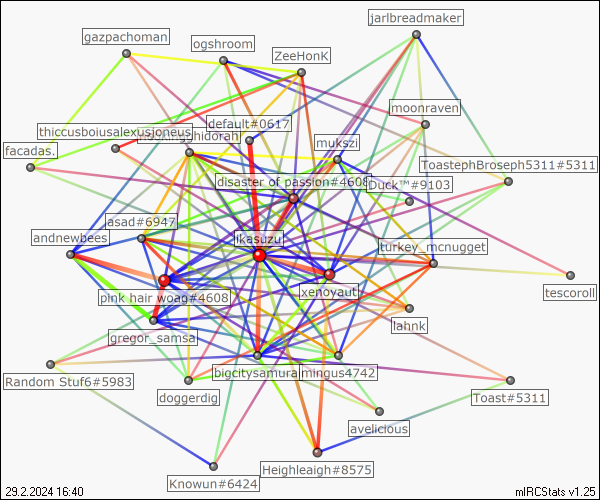 jarlbreadmaker
gazpachoman
ogshroom
ZeeHonK
moonraven
default#0617
thiccusboiusalexusjoneus
mukszi
facadas.
ToastephBroseph5311#5311
disaster of passion#4608
Duck™#9103
asad#6947
andnewbees
ikasuzu
turkey_mcnugget
tescoroll
xenoyaut
pink hair woag#4608
lahnk
gregor_samsa
bigcitysamurai
mingus4742
Random Stuf6#5983
doggerdig
Toast#5311
avelicious
Heighleaigh#8575
Knowun#6424
29.2.2024 16:40
mIRCStats v1.25